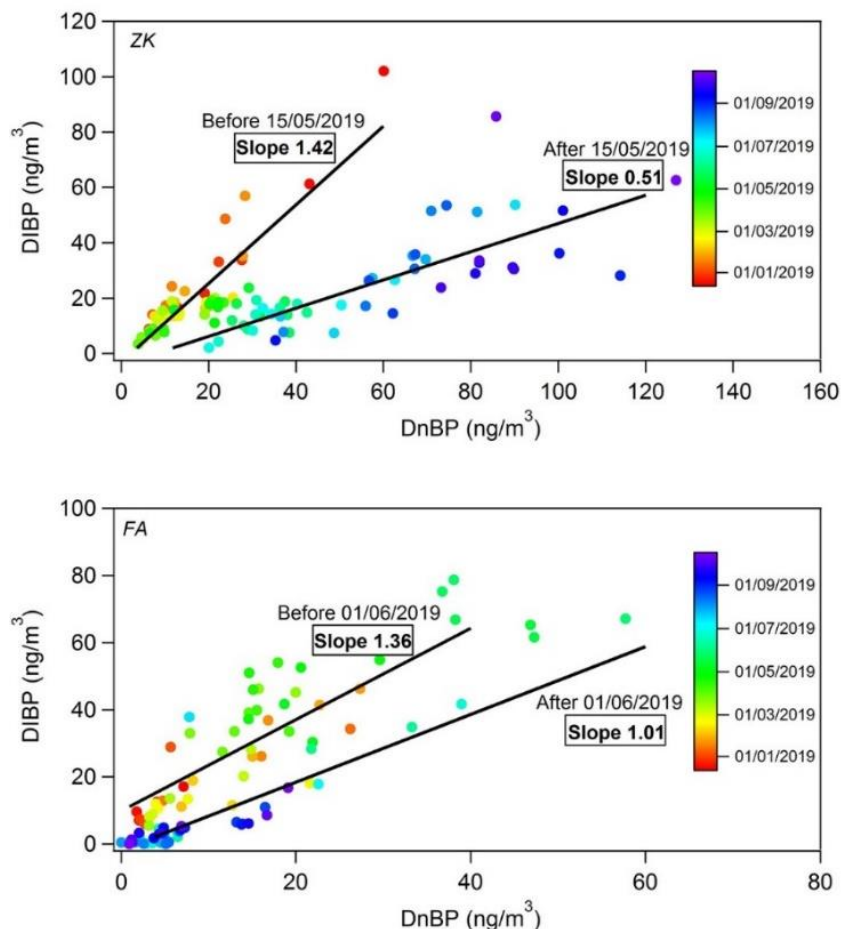 ZK
DIBP (ng/m³)
120
100
80
60
40
20
0
Before 15/05/2019
Slope 1.42
After 15/05/2019
Slope 0.51
01/09/2019
01/07/2019
01/05/2019
01/03/2019
01/01/2019
0 20 40 60 80 100 120 140 160
DnBP (ng/m³)
FA
DIBP (ng/m³)
100
80
60
40
20
0
Before 01/06/2019
Slope 1.36
After 01/06/2019
Slope 1.01
01/09/2019
01/07/2019
01/05/2019
01/03/2019
01/01/2019
0 20 40 60 80
DnBP (ng/m³)